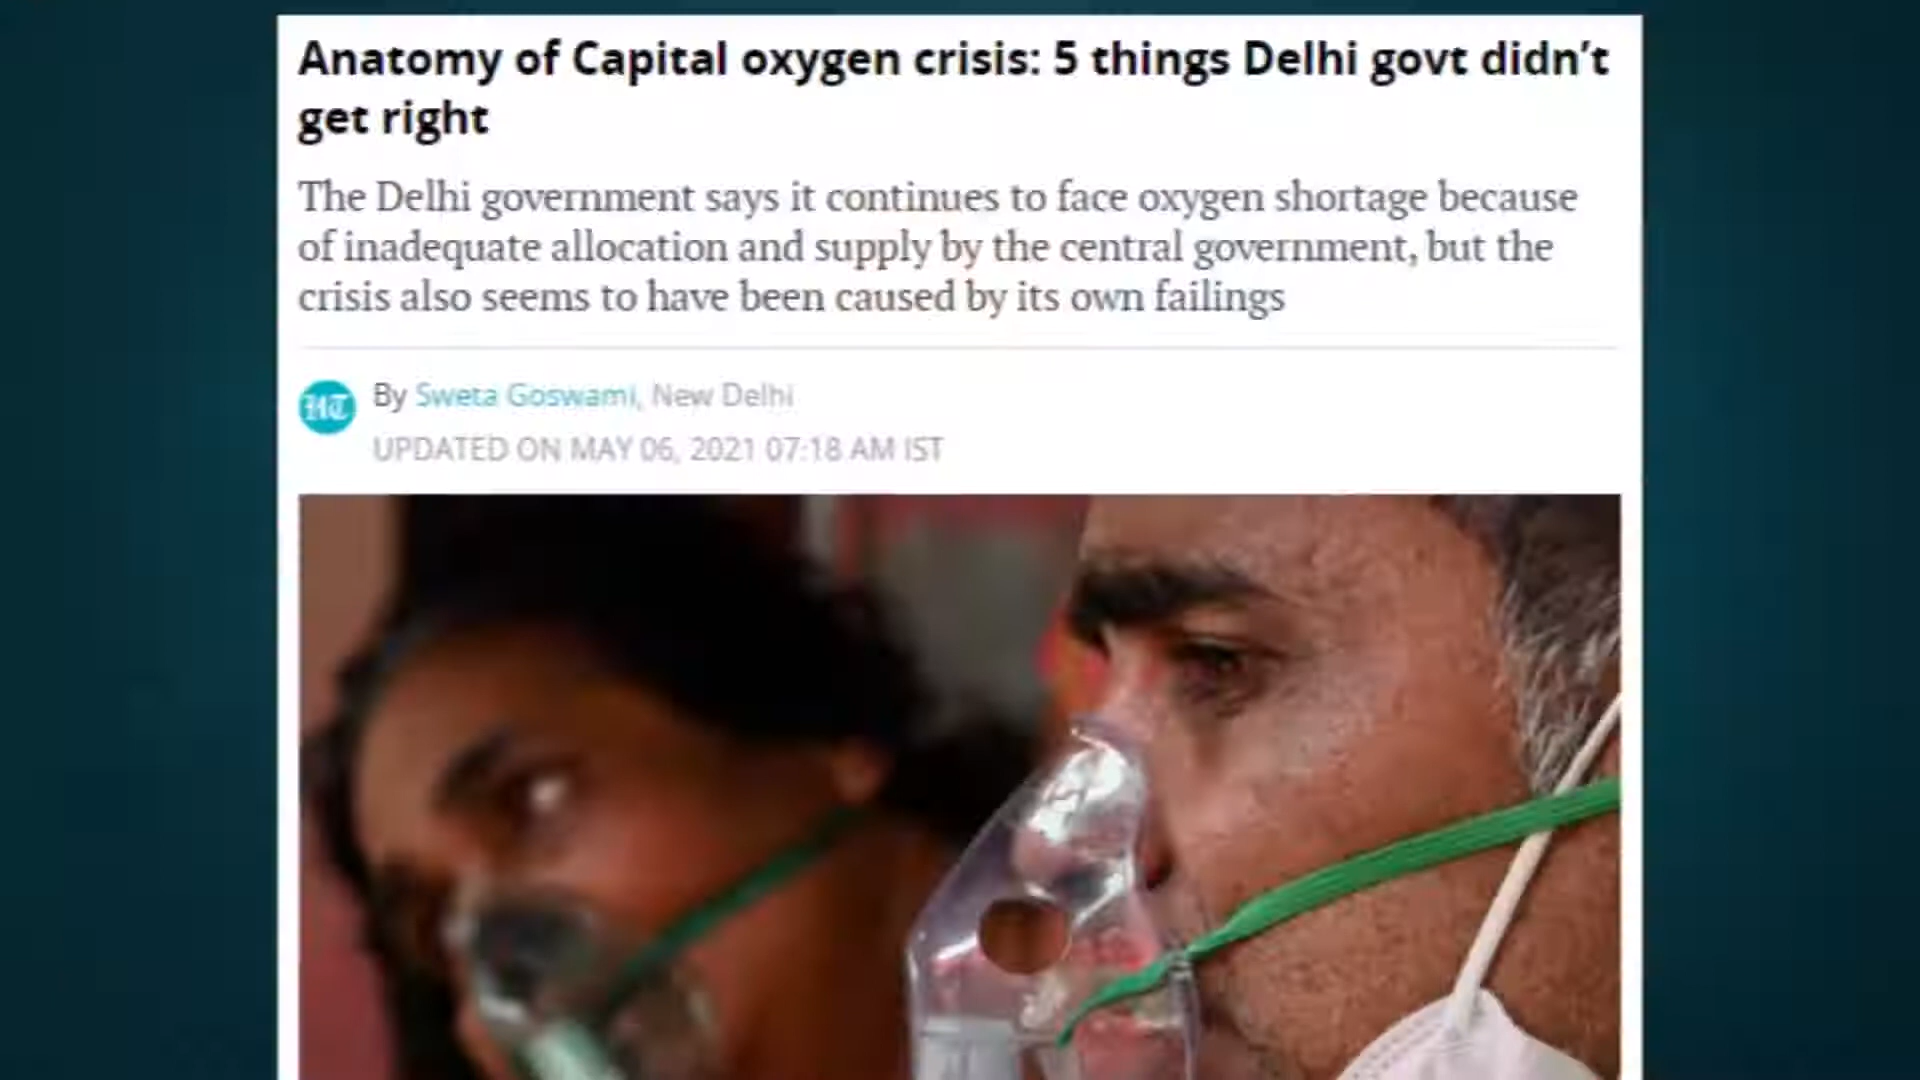 Anatomy of Capital oxygen crisis: 5 things Delhi govt didn’t
get right
The Delhi government says it continues to face oxygen shortage because
of inadequate allocation and supply by the central government, but the
crisis also seems to have been caused by its own failings
HT
By Sweta Goswami, New Delhi
UPDATED ON MAY 06, 2021 07:18 AM IST